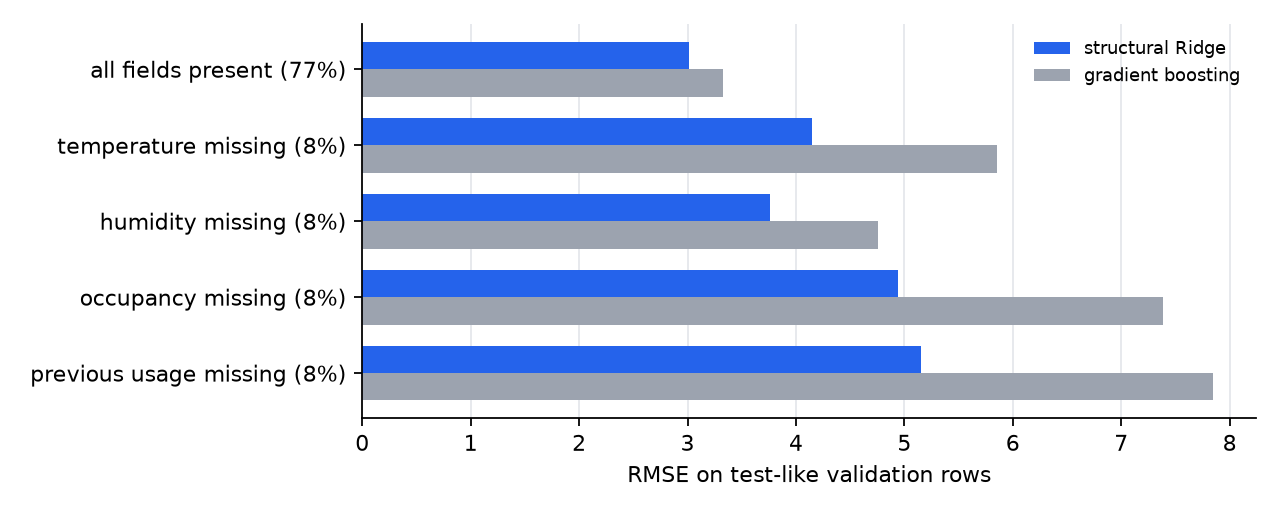 structural Ridge
gradient boosting
all fields present (77%)
temperature missing (8%)
humidity missing (8%)
occupancy missing (8%)
previous usage missing (8%)
0 1 2 3 4 5 6 7 8
RMSE on test-like validation rows